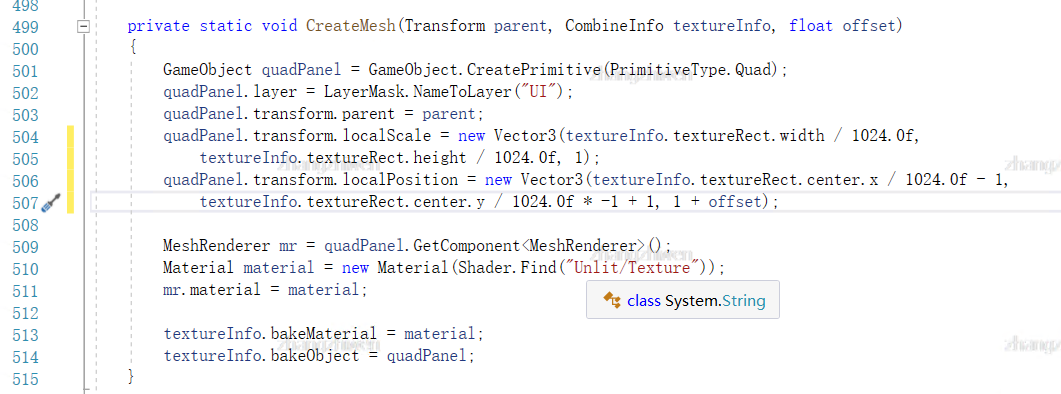 498
499 private static void CreateMesh(Transform parent, CombineInfo textureInfo, float offset)
500 {
501 GameObject quadPanel = GameObject.CreatePrimitive(PrimitiveType.Quad);
502 quadPanel.layer = LayerMask.NameToLayer("UI");
503 quadPanel.transform.parent = parent;
504 quadPanel.transform.localScale = new Vector3(textureInfo.textureRect.width / 1024.0f,
505 textureInfo.textureRect.height / 1024.0f, 1);
506 quadPanel.transform.localPosition = new Vector3(textureInfo.textureRect.center.x / 1024.0f - 1,
507 textureInfo.textureRect.center.y / 1024.0f * -1 + 1, 1 + offset);
508
509 MeshRenderer mr = quadPanel.GetComponent<MeshRenderer>();
510 Material material = new Material(Shader.Find("Unlit/Texture"));
511 mr.material = material;
class System.String
512
513 textureInfo.bakeMaterial = material;
514 textureInfo.bakeObject = quadPanel;
515 }